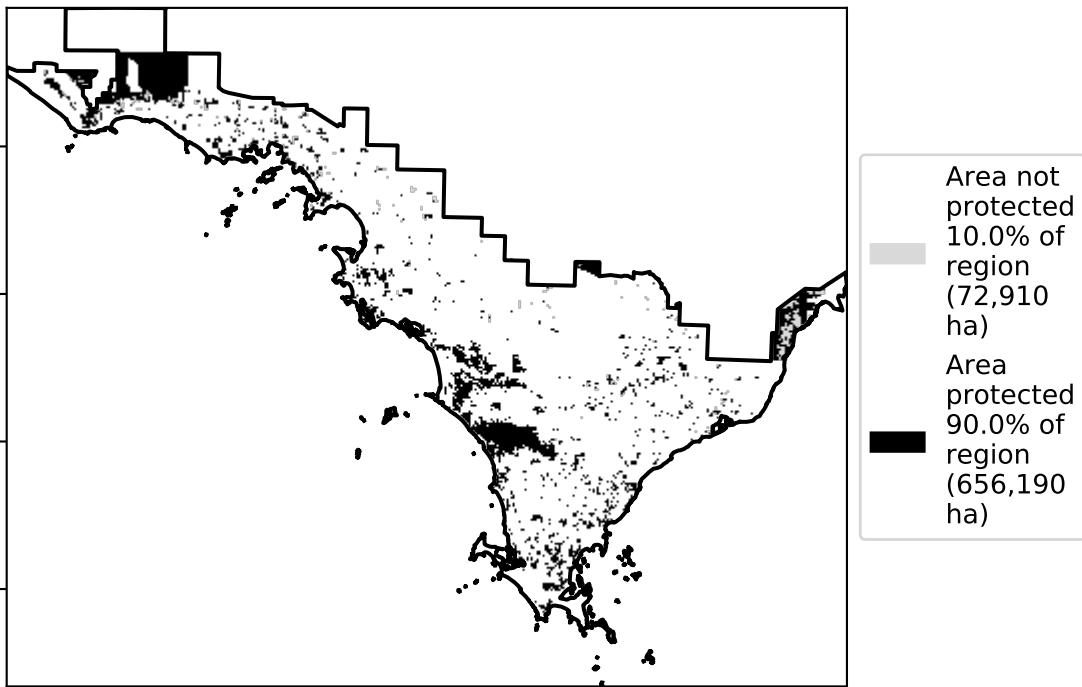 Area not
protected
10.0% of
region
(72,910
ha)
Area
protected
90.0% of
region
(656,190
ha)